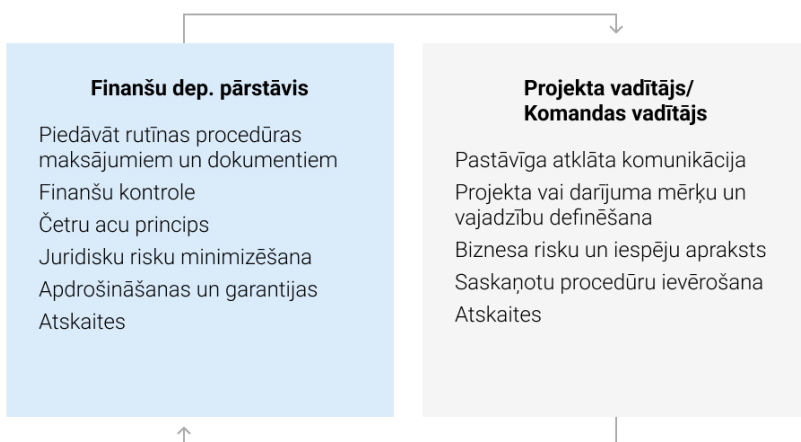 Finanšu dep. pārstāvis
Piedāvāt rutīnas procedūras
maksājumiem un dokumentiem
Finanšu kontrole
Četru acu princips
Juridisku risku minimizēšana
Apdrošināšanas un garantijas
Atskaites
Projekta vadītājs/
Komandas vadītājs
Pastāvīga atklāta komunikācija
Projekta vai darījuma mērķu un
vajadzību definēšana
Biznesa risku un iespēju apraksts
Saskaņotu procedūru ievērošana
Atskaites